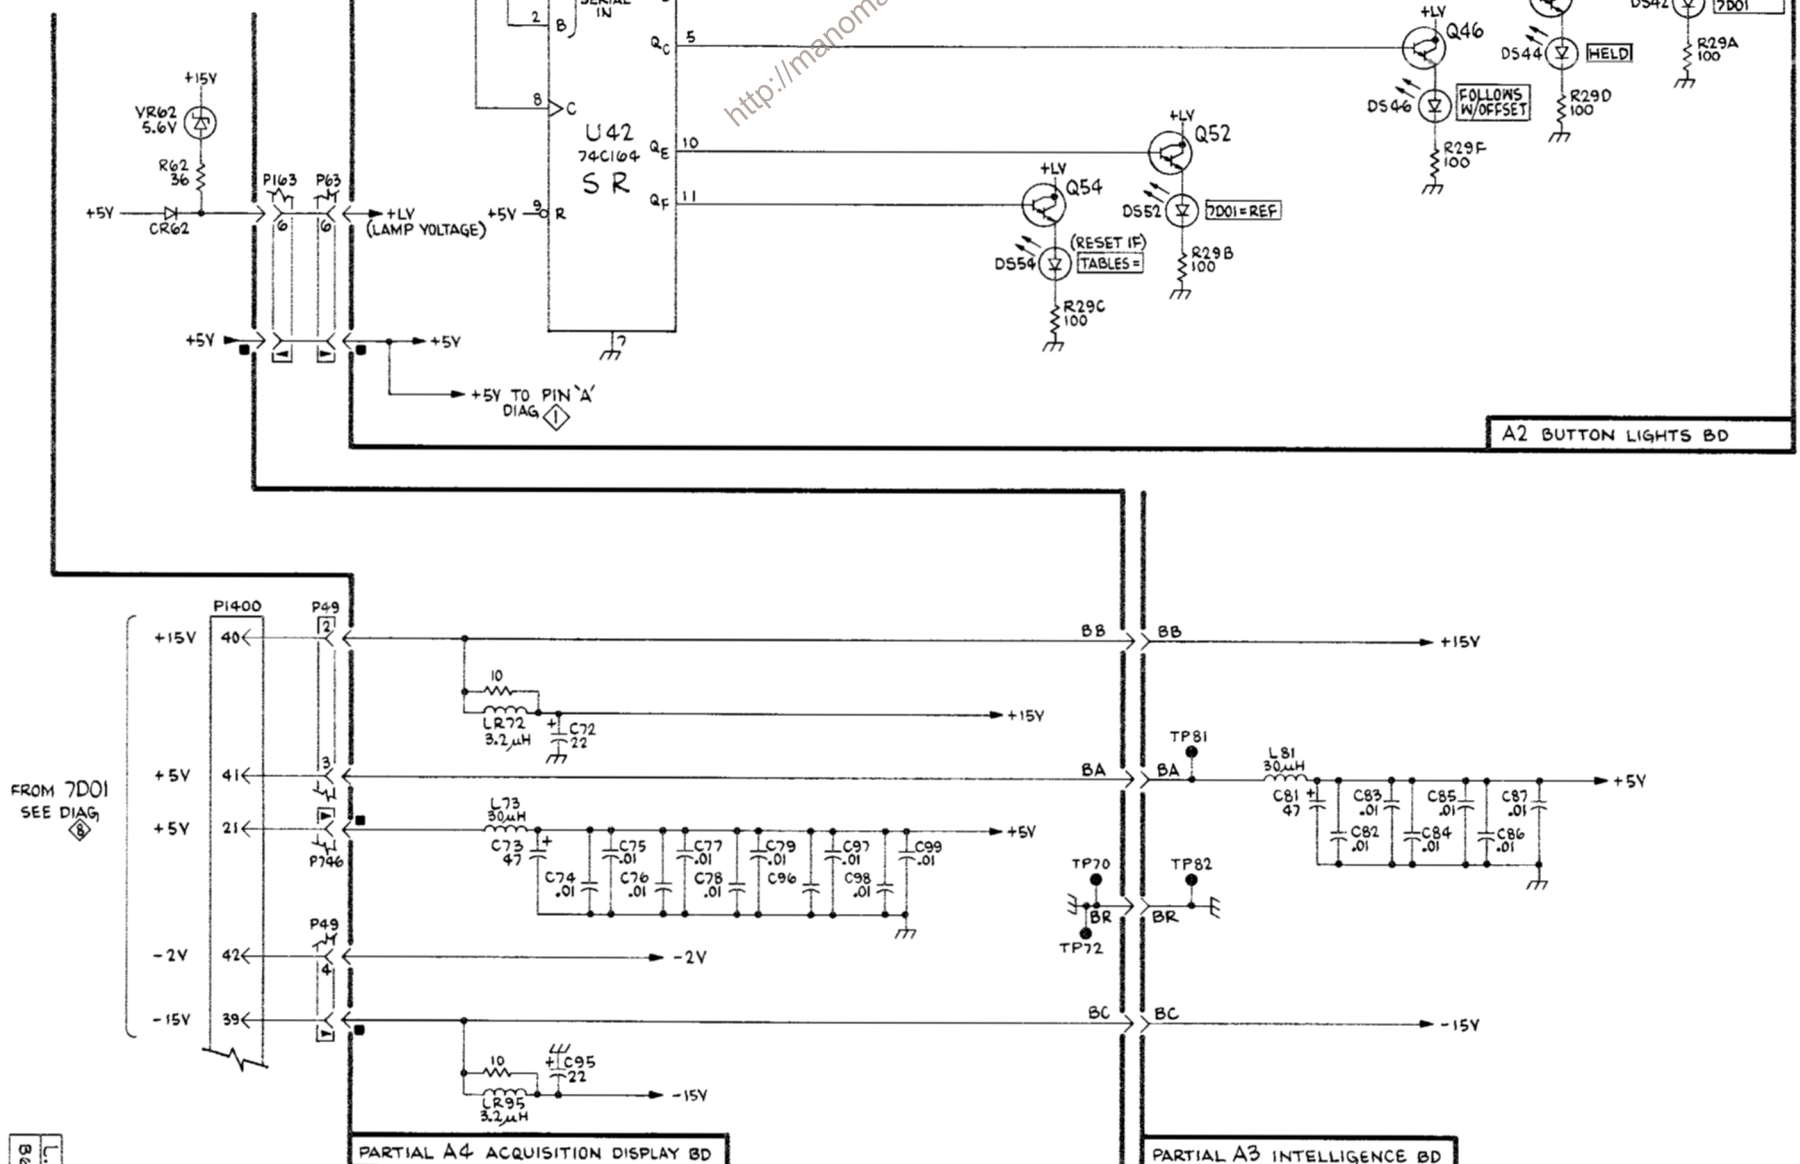 SERIAL
IN
2
B
QC
5
8
C
U42
74C164
SR
QE
10
QF
11
+5V
9
R
7
http://manoma
+LV
Q46
DS46
FOLLOWS
W/OFFSET
R29F
100
DS44
HELD
R29D
100
DS42
7D01
R29A
100
+LV
Q52
DS52
7D01=REF
R29B
100
+LV
Q54
DS54
(RESET IF)
TABLES =
R29C
100
+15V
VR62
5.6V
R62
36
P163
P63
+5V
CR62
6
6
+LV
(LAMP VOLTAGE)
+5V
+5V
+5V TO PIN 'A'
DIAG 1
A2 BUTTON LIGHTS BD
FROM 7D01
SEE DIAG
8
P1400
P49
+15V
40
2
BB
BB
+15V
10
LR72
3.2µH
+
C72
22
+15V
+5V
41
3
BA
BA
TP81
L81
30µH
+5V
C81
+
47
C82
.01
C83
.01
C84
.01
C85
.01
C86
.01
C87
.01
+5V
21
P746
L73
30µH
+5V
C73
47
+
C74
.01
C75
.01
C76
.01
C77
.01
C78
.01
C79
.01
C96
C97
.01
C98
.01
C99
.01
TP70
TP82
BR
BR
TP72
P49
-2V
42
4
-2V
-15V
39
BC
BC
-15V
10
LR95
3.2µH
+
C95
22
-15V
PARTIAL A4 ACQUISITION DISPLAY BD
PARTIAL A3 INTELLIGENCE BD